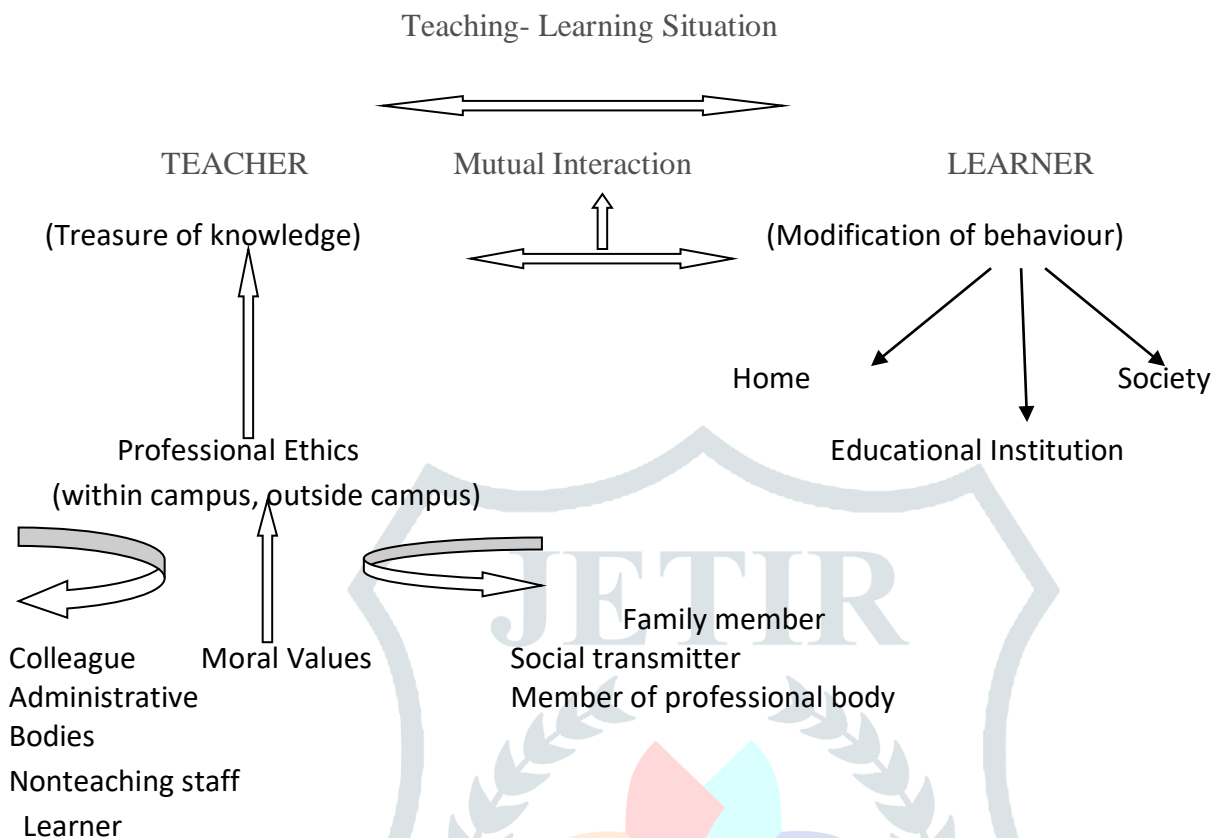 Teaching- Learning Situation
TEACHER Mutual Interaction LEARNER
(Treasure of knowledge) (Modification of behaviour)
Home Society
Professional Ethics Educational Institution
(within campus, outside campus)
JETIR
Family member
Colleague Moral Values Social transmitter
Administrative Member of professional body
Bodies
Nonteaching staff
Learner